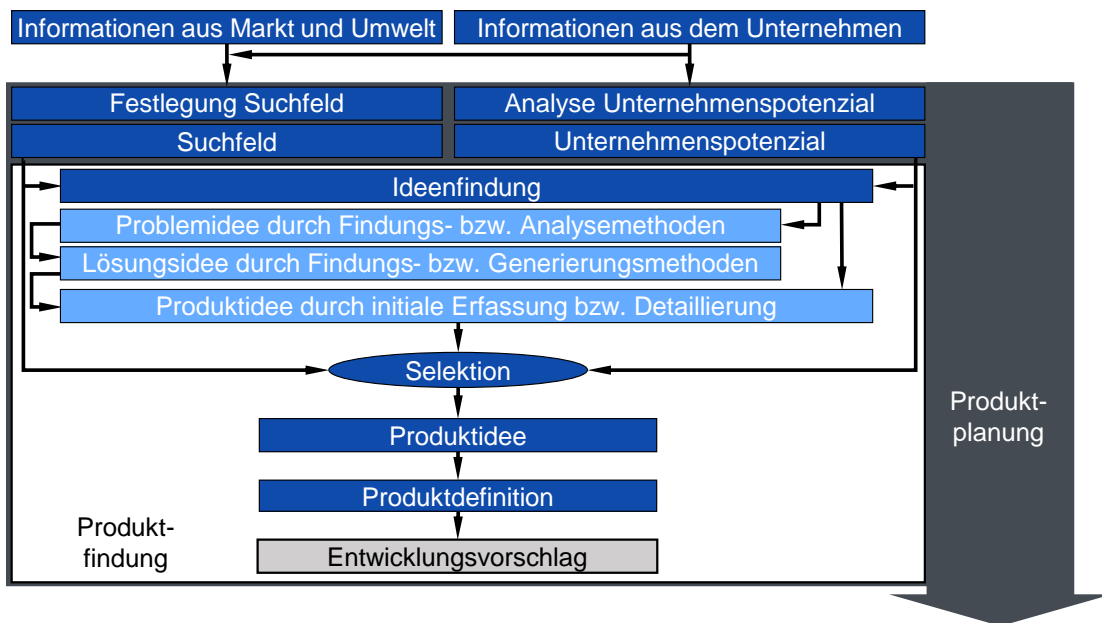 Informationen aus Markt und Umwelt
Informationen aus dem Unternehmen
Festlegung Suchfeld
Analyse Unternehmenspotenzial
Suchfeld
Unternehmenspotenzial
Ideenfindung
Problemidee durch Findungs- bzw. Analysemethoden
Lösungsidee durch Findungs- bzw. Generierungsmethoden
Produktidee durch initiale Erfassung bzw. Detaillierung
Selektion
Produktidee
Produktdefinition
Entwicklungsvorschlag
Produkt-
findung
Produkt-
planung